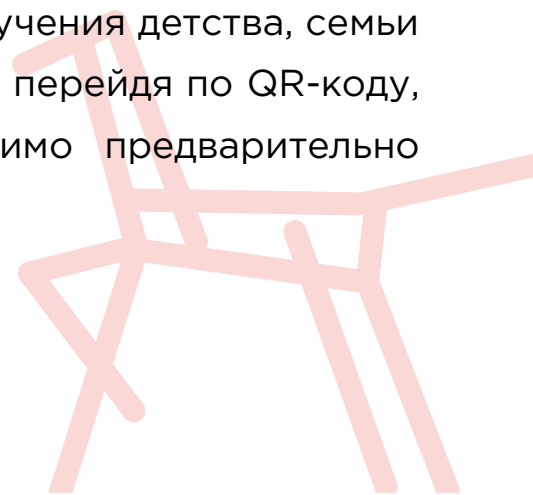 учения детства, семьи
перейдя по QR-коду,
имо предварительно